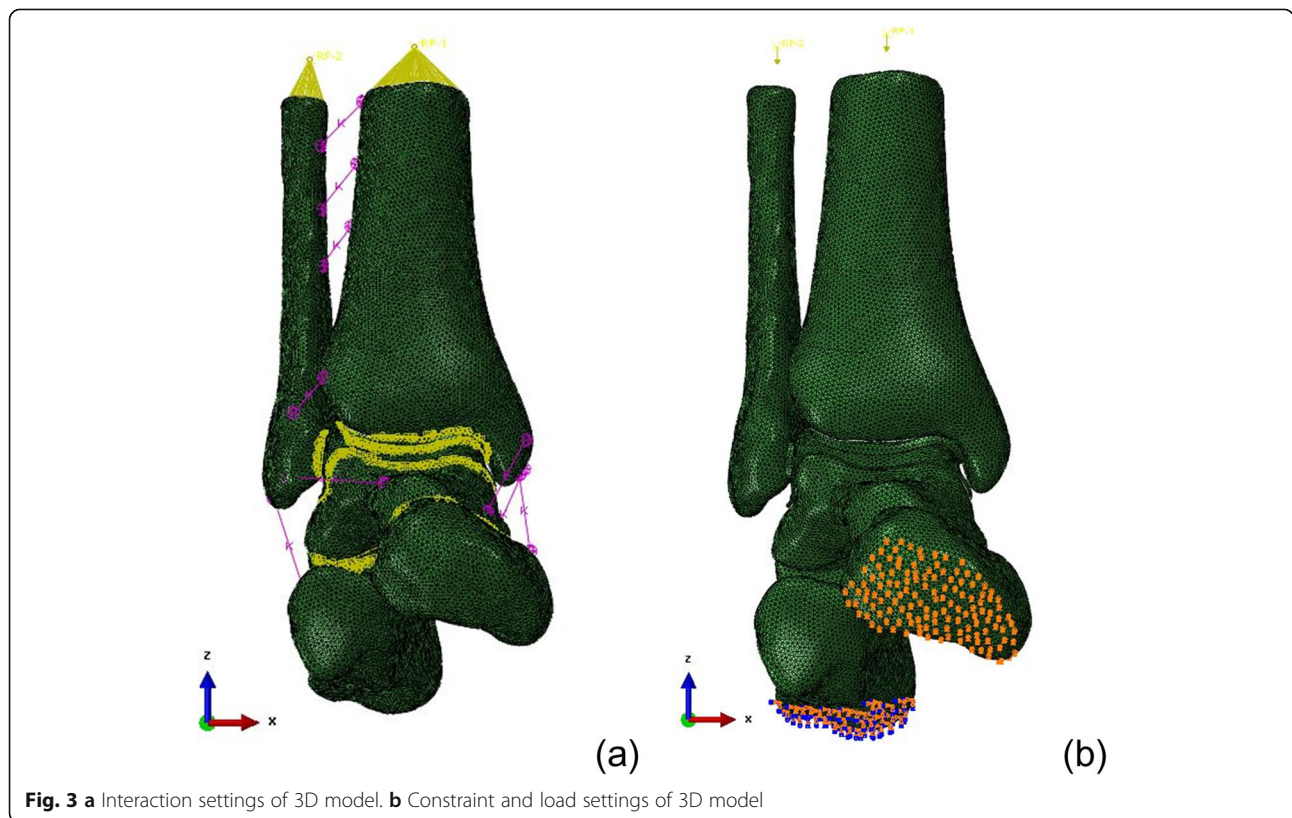 RP-2
RP-1
K
K
K
K
K
K
K
z
x
(a)
RP-2
RP-1
z
x
(b)
Fig. 3 a Interaction settings of 3D model. b Constraint and load settings of 3D model